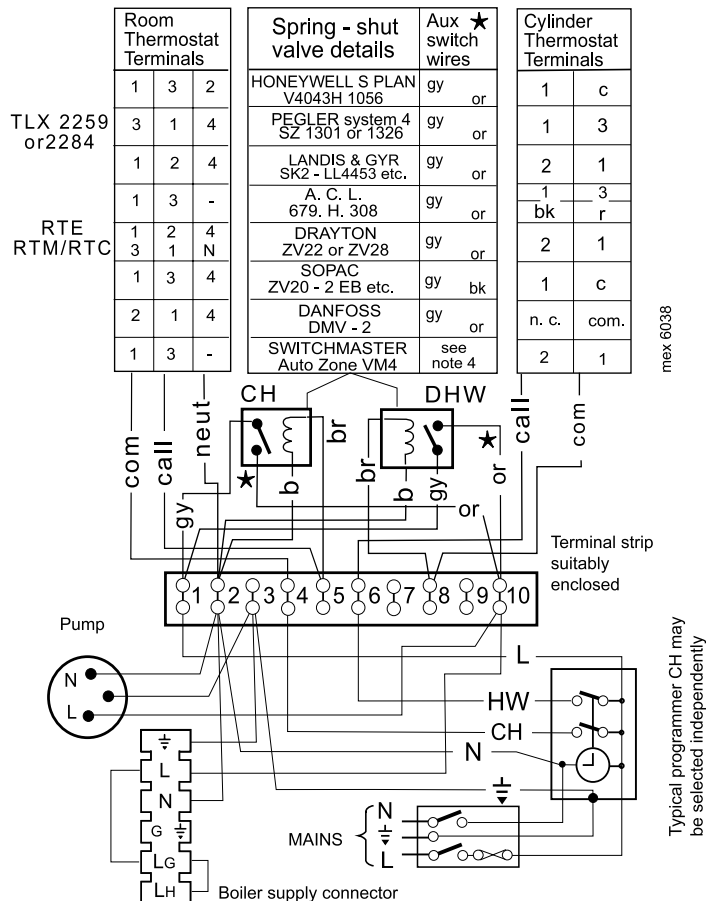 Room
Thermostat
Terminals
1 3 2
3 1 4
1 2 4
1 3 -
1 2 4
3 1 N
1 3 4
2 1 4
1 3 -
TLX 2259
or2284
RTE
RTM/RTC
Spring - shut
valve details
Aux ★
switch
wires
HONEYWELL S PLAN
V4043H 1056
gy
or
PEGLER system 4
SZ 1301 or 1326
gy
or
LANDIS & GYR
SK2 - LL4453 etc.
gy
or
A. C. L.
679. H. 308
gy
or
DRAYTON
ZV22 or ZV28
gy
or
SOPAC
ZV20 - 2 EB etc.
gy
bk
DANFOSS
DMV - 2
gy
or
SWITCHMASTER
Auto Zone VM4
see
note 4
Cylinder
Thermostat
Terminals
1 c
1 3
2 1
1 3
bk r
2 1
1 c
n. c. com.
2 1
mex 6038
CH
DHW
com
call
neut
gy
★
b
br
br
b
gy
★
or
or
call
com
Terminal strip
suitably
enclosed
1 2 3 4 5 6 7 8 9 10
Pump
N
L
L
HW
CH
N
Typical programmer CH may
be selected independently
L
N
G
LG
LH
Boiler supply connector
MAINS
N
L